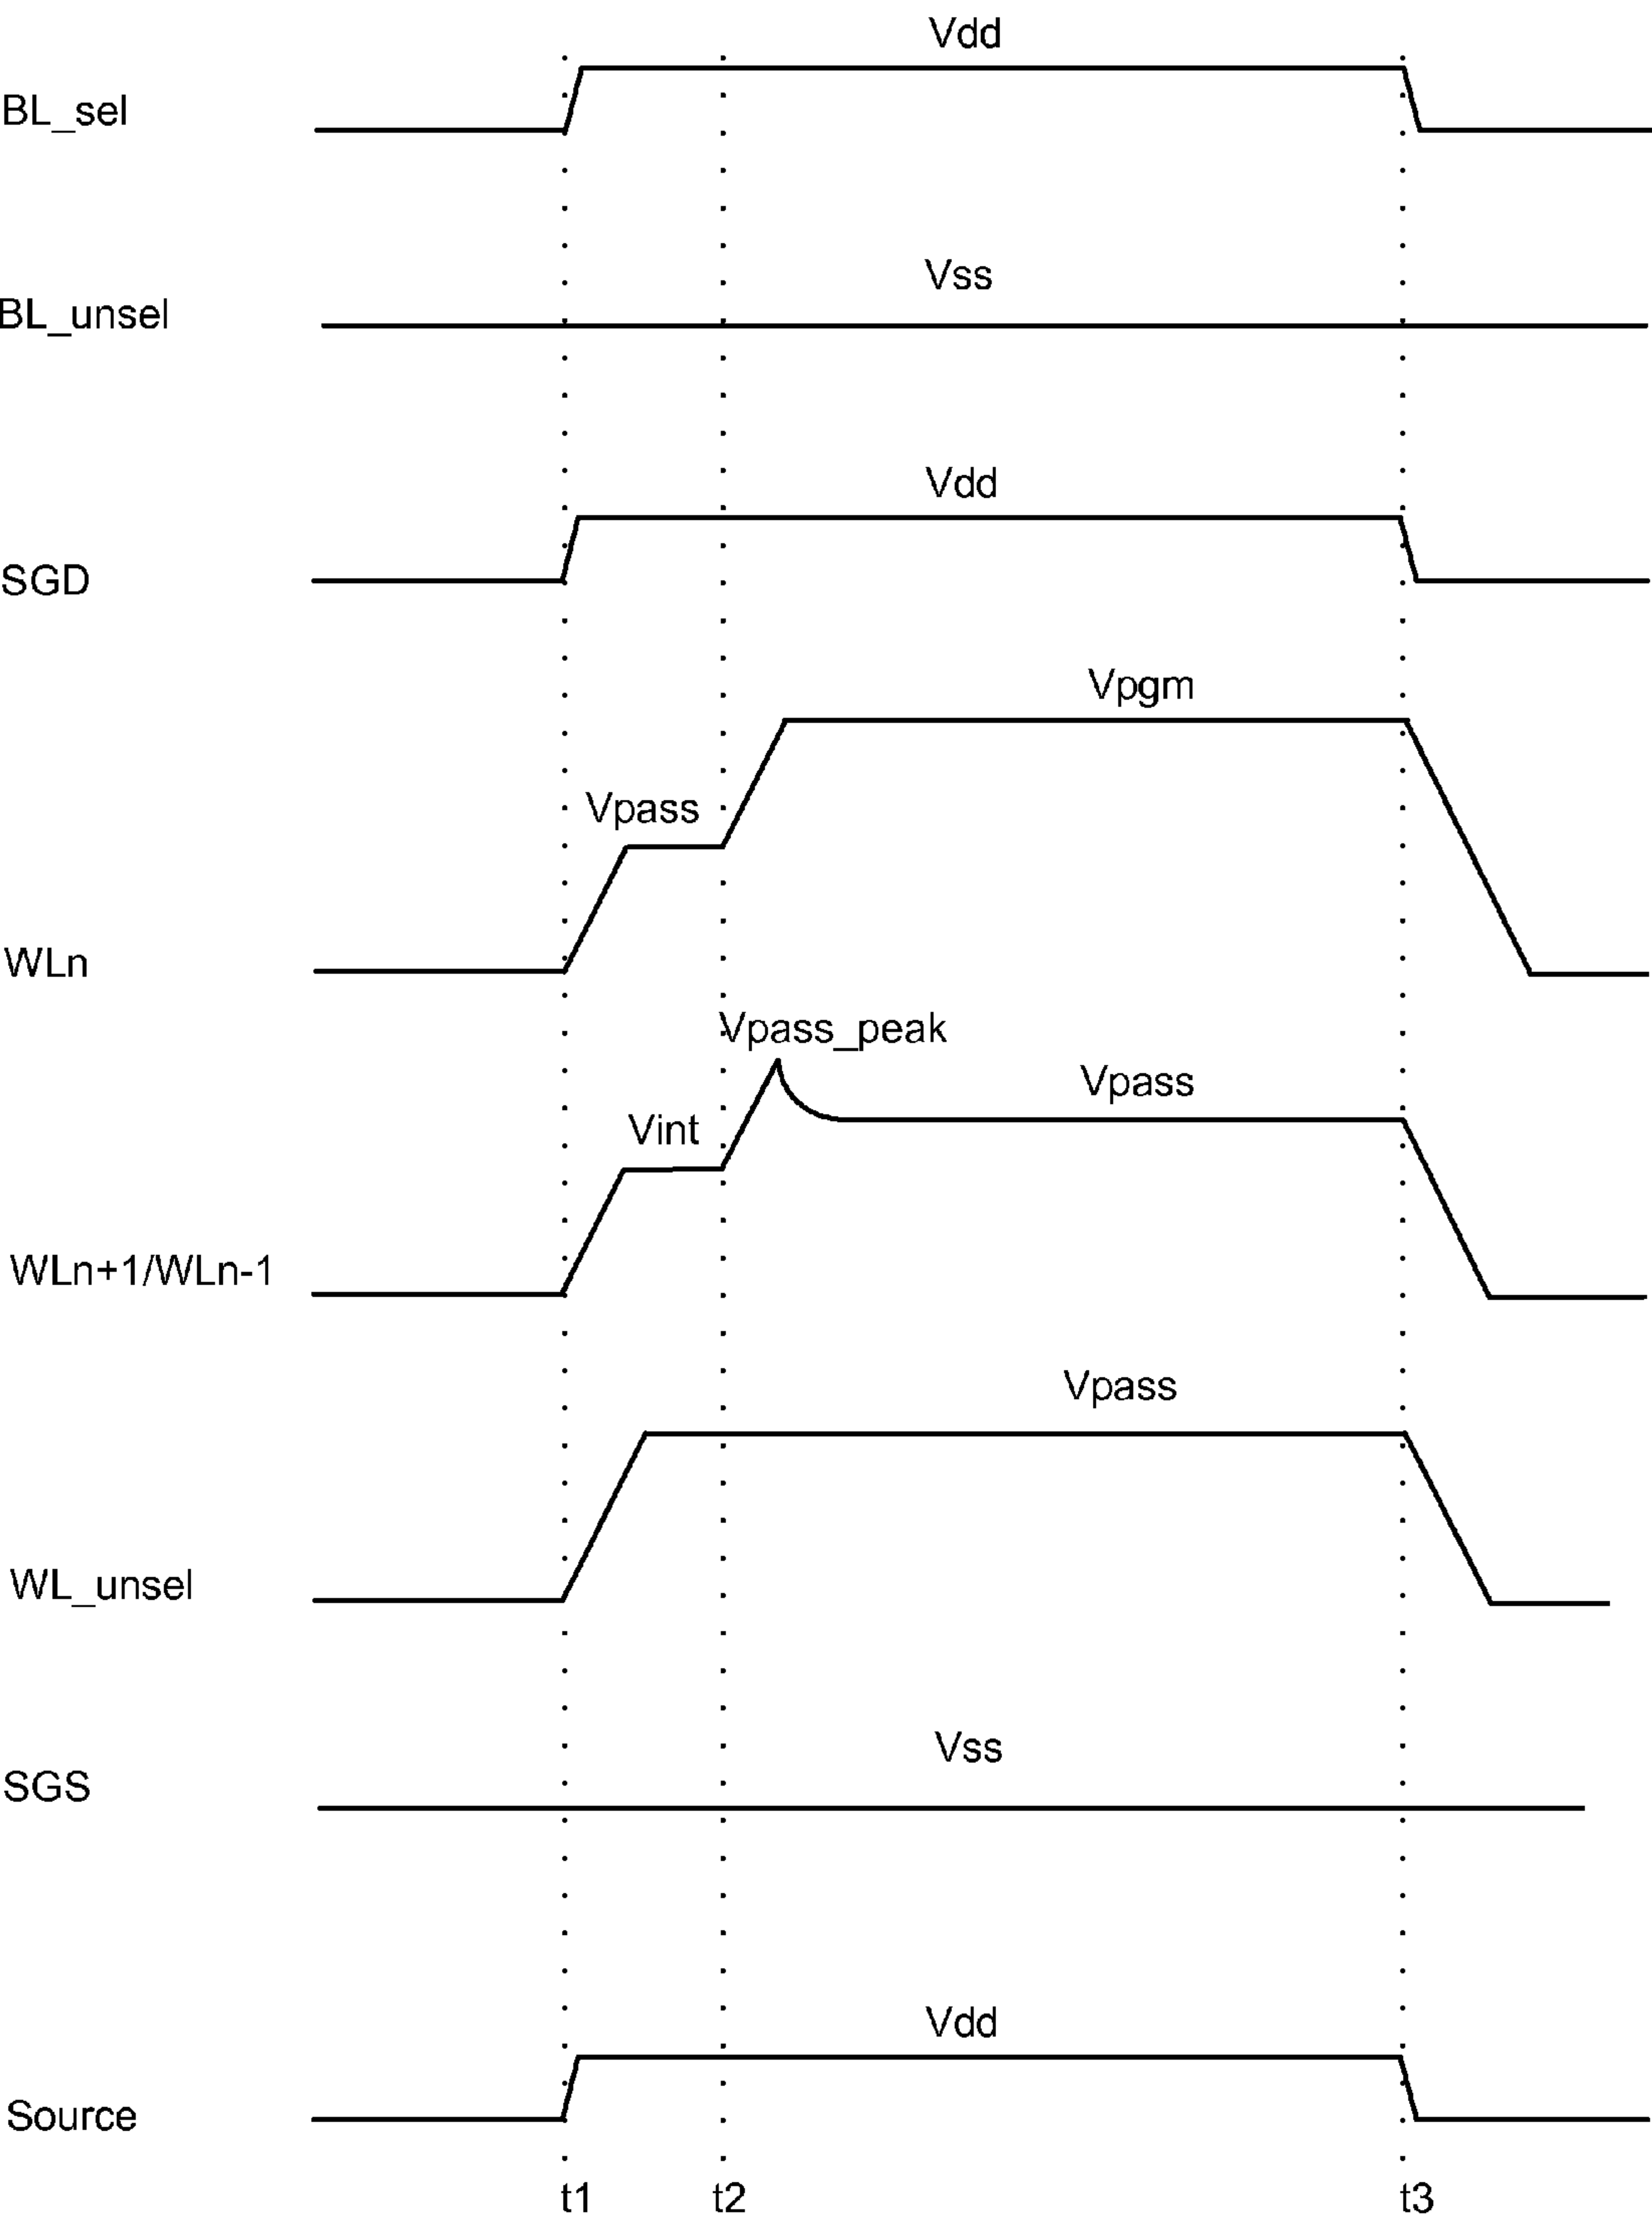 Vdd
BL_sel
Vss
BL_unsel
Vdd
SGD
Vpgm
Vpass
WLn
Vpass_peak
Vpass
Vint
WLn+1/WLn-1
Vpass
WL_unsel
Vss
SGS
Vdd
Source
t1 t2 t3